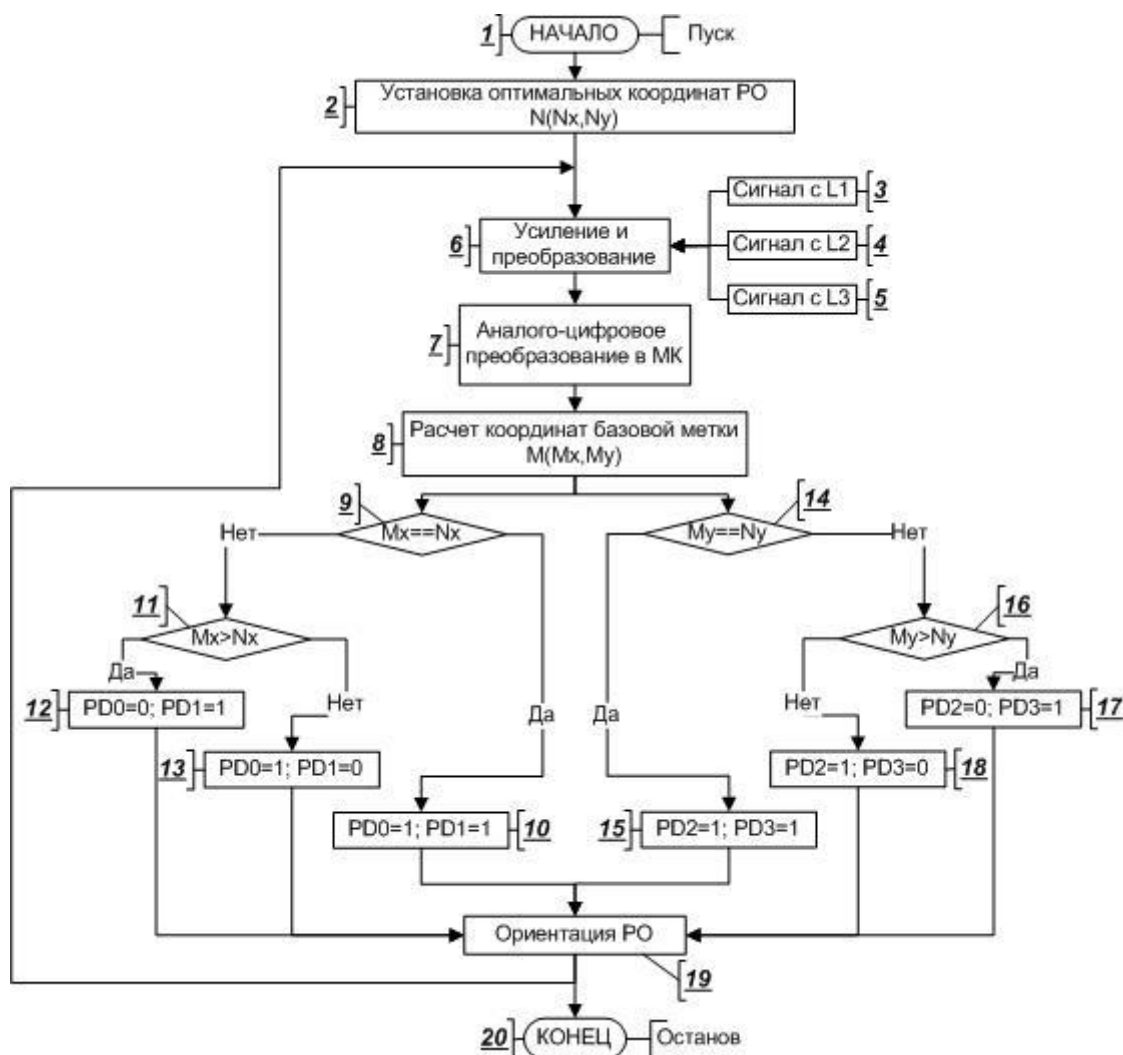 1 НАЧАЛО Пуск
2 Установка оптимальных координат РО
N(Nx,Ny)
Сигнал с L1 3
6 Усиление и
преобразование
Сигнал с L2 4
Сигнал с L3 5
7 Аналого-цифровое
преобразование в МК
8 Расчет координат базовой метки
M(Mx,My)
9 14
Нет Mx==Nx My==Ny Нет
11 16
Mx>Nx My>Ny
Да Нет Да Да Нет Да
12 PD0=0; PD1=1 PD2=0; PD3=1 17
13 PD0=1; PD1=0 PD2=1; PD3=0 18
PD0=1; PD1=1 10 15 PD2=1; PD3=1
Ориентация РО
19
20 КОНЕЦ Останов